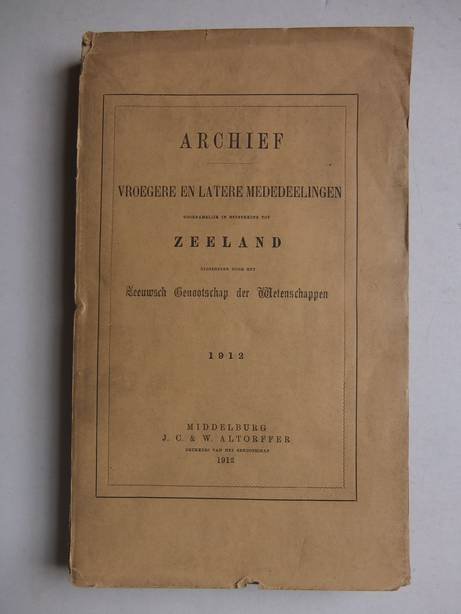 ARCHIEF
VROEGERE EN LATERE MEDEDEELINGEN
VOORNAMELIJK IN BETREKKING TOT
ZEELAND
UITGEGEVEN DOOR HET
Zeeuwsch Genootschap der Wetenschappen
1912
MIDDELBURG
J. C. & W. ALTORFFER
DRUKKERS VAN HET GENOOTSCHAP
1912